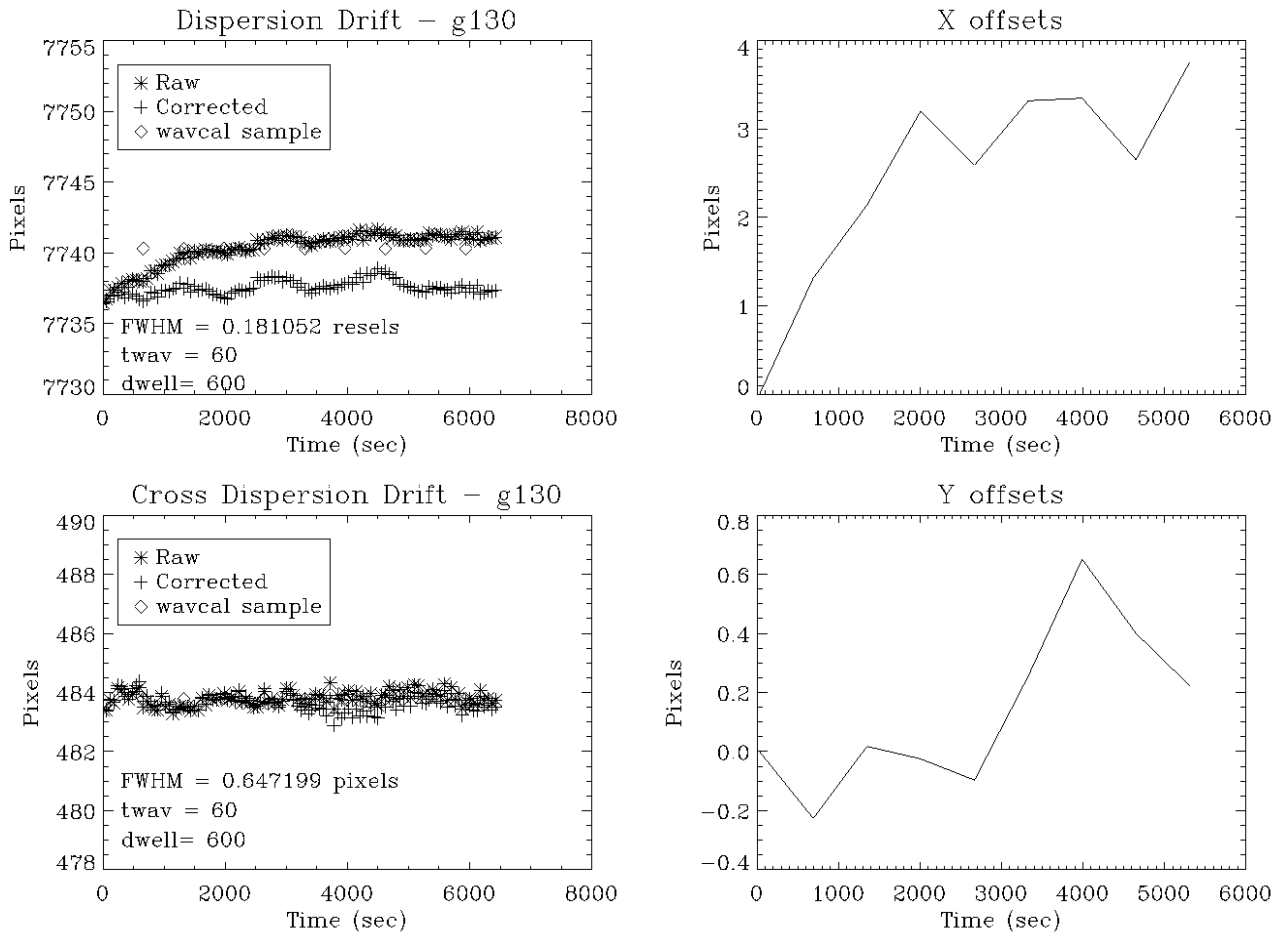 Dispersion Drift – g130
7755
7750
7745
7740
7735
7730
Pixels
Raw
Corrected
wavcal sample
FWHM = 0.181052 resels
twav = 60
dwell= 600
0
2000
4000
6000
8000
Time (sec)
X offsets
4
3
2
1
0
Pixels
0
1000
2000
3000
4000
5000
6000
Time (sec)
Cross Dispersion Drift – g130
490
488
486
484
482
480
478
Pixels
Raw
Corrected
wavcal sample
FWHM = 0.647199 pixels
twav = 60
dwell= 600
0
2000
4000
6000
8000
Time (sec)
Y offsets
0.8
0.6
0.4
0.2
0.0
−0.2
−0.4
Pixels
0
1000
2000
3000
4000
5000
6000
Time (sec)